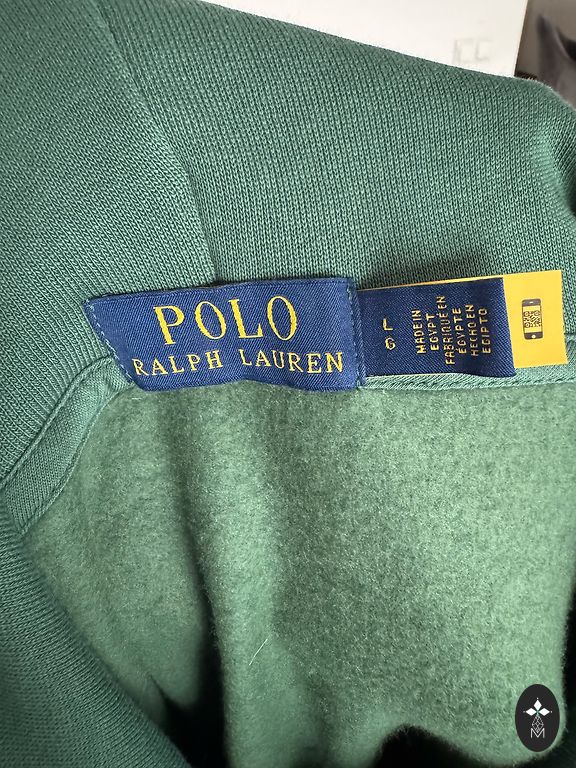 POLO
RALPH LAUREN
L
G
MADE IN
EGYPT
FABRIQUÉ EN
ÉGYPTE
HECHO EN
EGIPTO
M